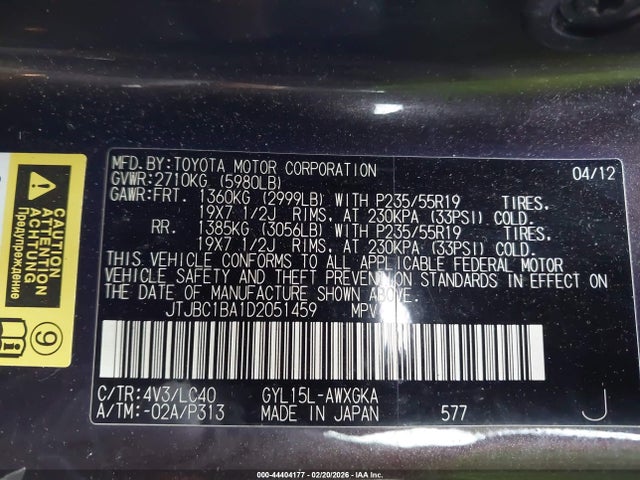 MFD.BY:TOYOTA MOTOR CORPORATION 04/12
GVWR:2710KG (5980LB)
GAWR:FRT. 1360KG (2999LB) WITH P235/55R19 TIRES.
19X7 1/2J RIMS. AT 230KPA (33PSI) COLD.
RR. 1385KG (3056LB) WITH P235/55R19 TIRES.
19X7 1/2J RIMS. AT 230KPA (33PSI) COLD.
THIS VEHICLE CONFORMS TO ALL APPLICABLE FEDERAL MOTOR
VEHICLE SAFETY AND THEFT PREVENTION STANDARDS IN EFFECT ON
THE DATE OF MANUFACTURE SHOWN ABOVE.
JTJBC1BA1D2051459 MPV
C/TR:4V3/LC40 GYL15L-AWXGKA
A/TM:-02A/P313 MADE IN JAPAN 577 J
CAUTION
ATTENTION
ACHTUNG
Предупреждение
9
000-44404177 - 02/20/2026 - IAAI.com